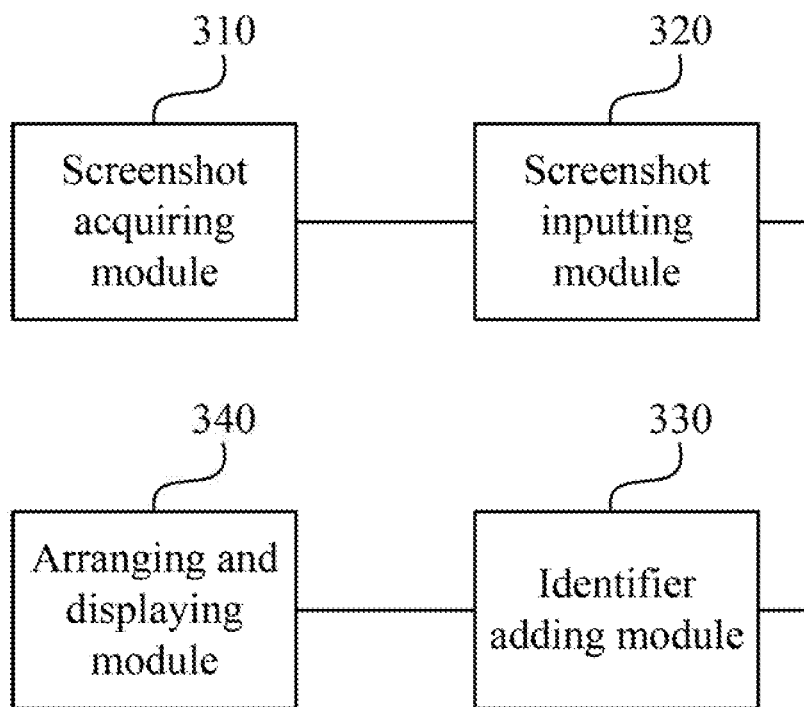 310
320
Screenshot
acquiring
module
Screenshot
inputting
module
340
330
Arranging and
displaying
module
Identifier
adding module